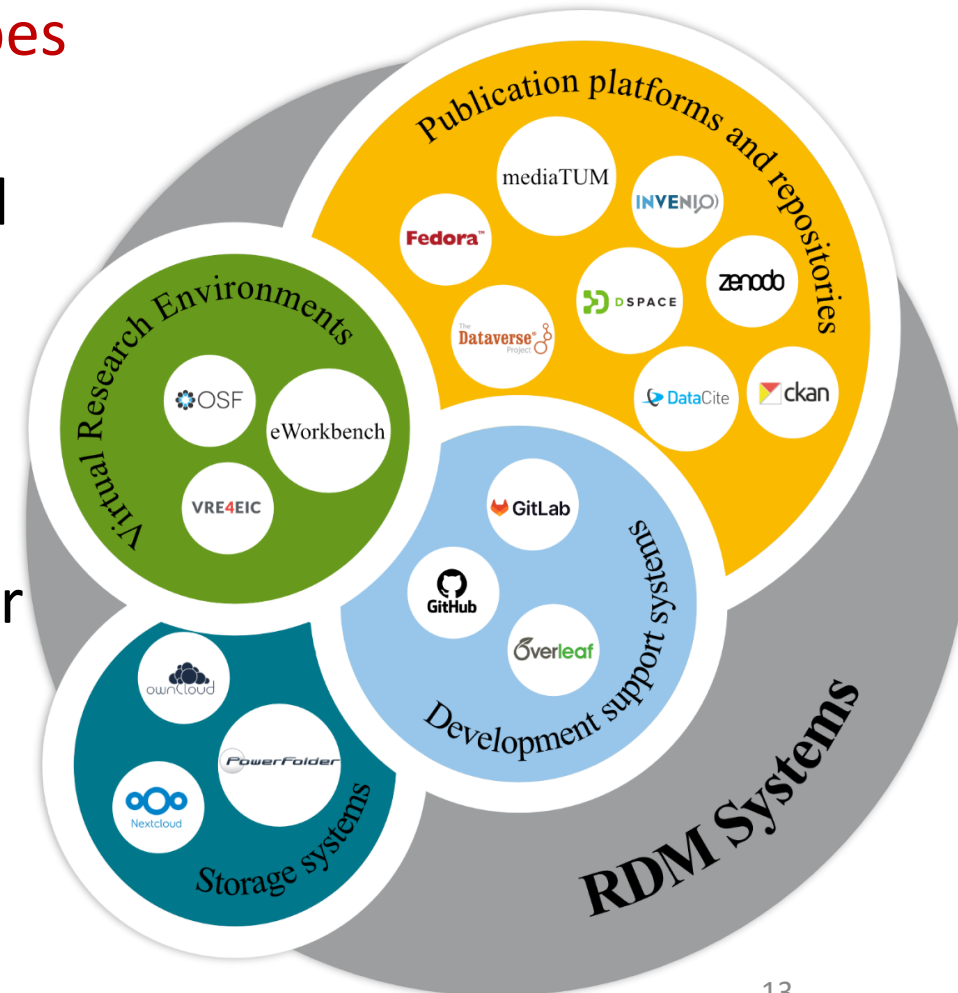 pes
l
r
Publication platforms and repositories
mediaTUM
INVENIO
Fedora™
zenodo
DSPACE
The
Dataverse®
Project
DataCite
ckan
Virtual Research Environments
OSF
eWorkbench
VRE4EIC
GitLab
GitHub
Overleaf
Development support systems
ownCloud
PowerFolder
Nextcloud
Storage systems
RDM Systems
13